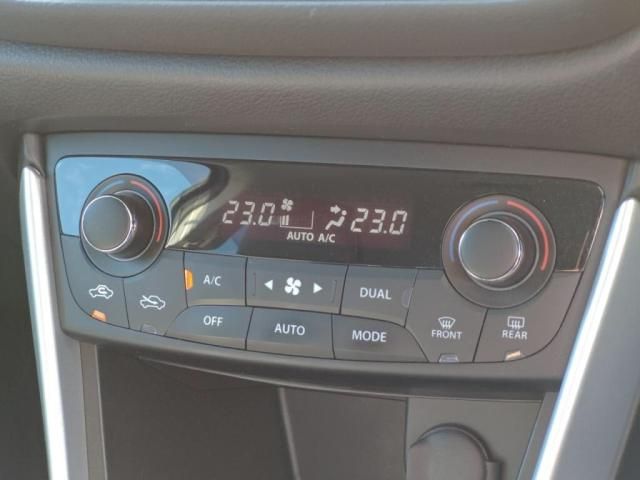 23.0 23.0
AUTO A/C
A/C DUAL
OFF AUTO MODE FRONT REAR